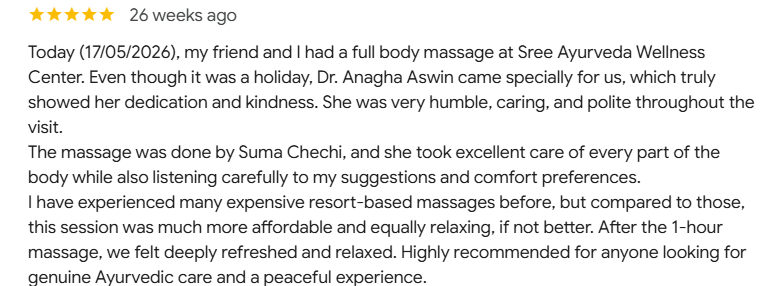 26 weeks ago
Today (17/05/2026), my friend and I had a full body massage at Sree Ayurveda Wellness
Center. Even though it was a holiday, Dr. Anagha Aswin came specially for us, which truly
showed her dedication and kindness. She was very humble, caring, and polite throughout the
visit.
The massage was done by Suma Chechi, and she took excellent care of every part of the
body while also listening carefully to my suggestions and comfort preferences.
I have experienced many expensive resort-based massages before, but compared to those,
this session was much more affordable and equally relaxing, if not better. After the 1-hour
massage, we felt deeply refreshed and relaxed. Highly recommended for anyone looking for
genuine Ayurvedic care and a peaceful experience.